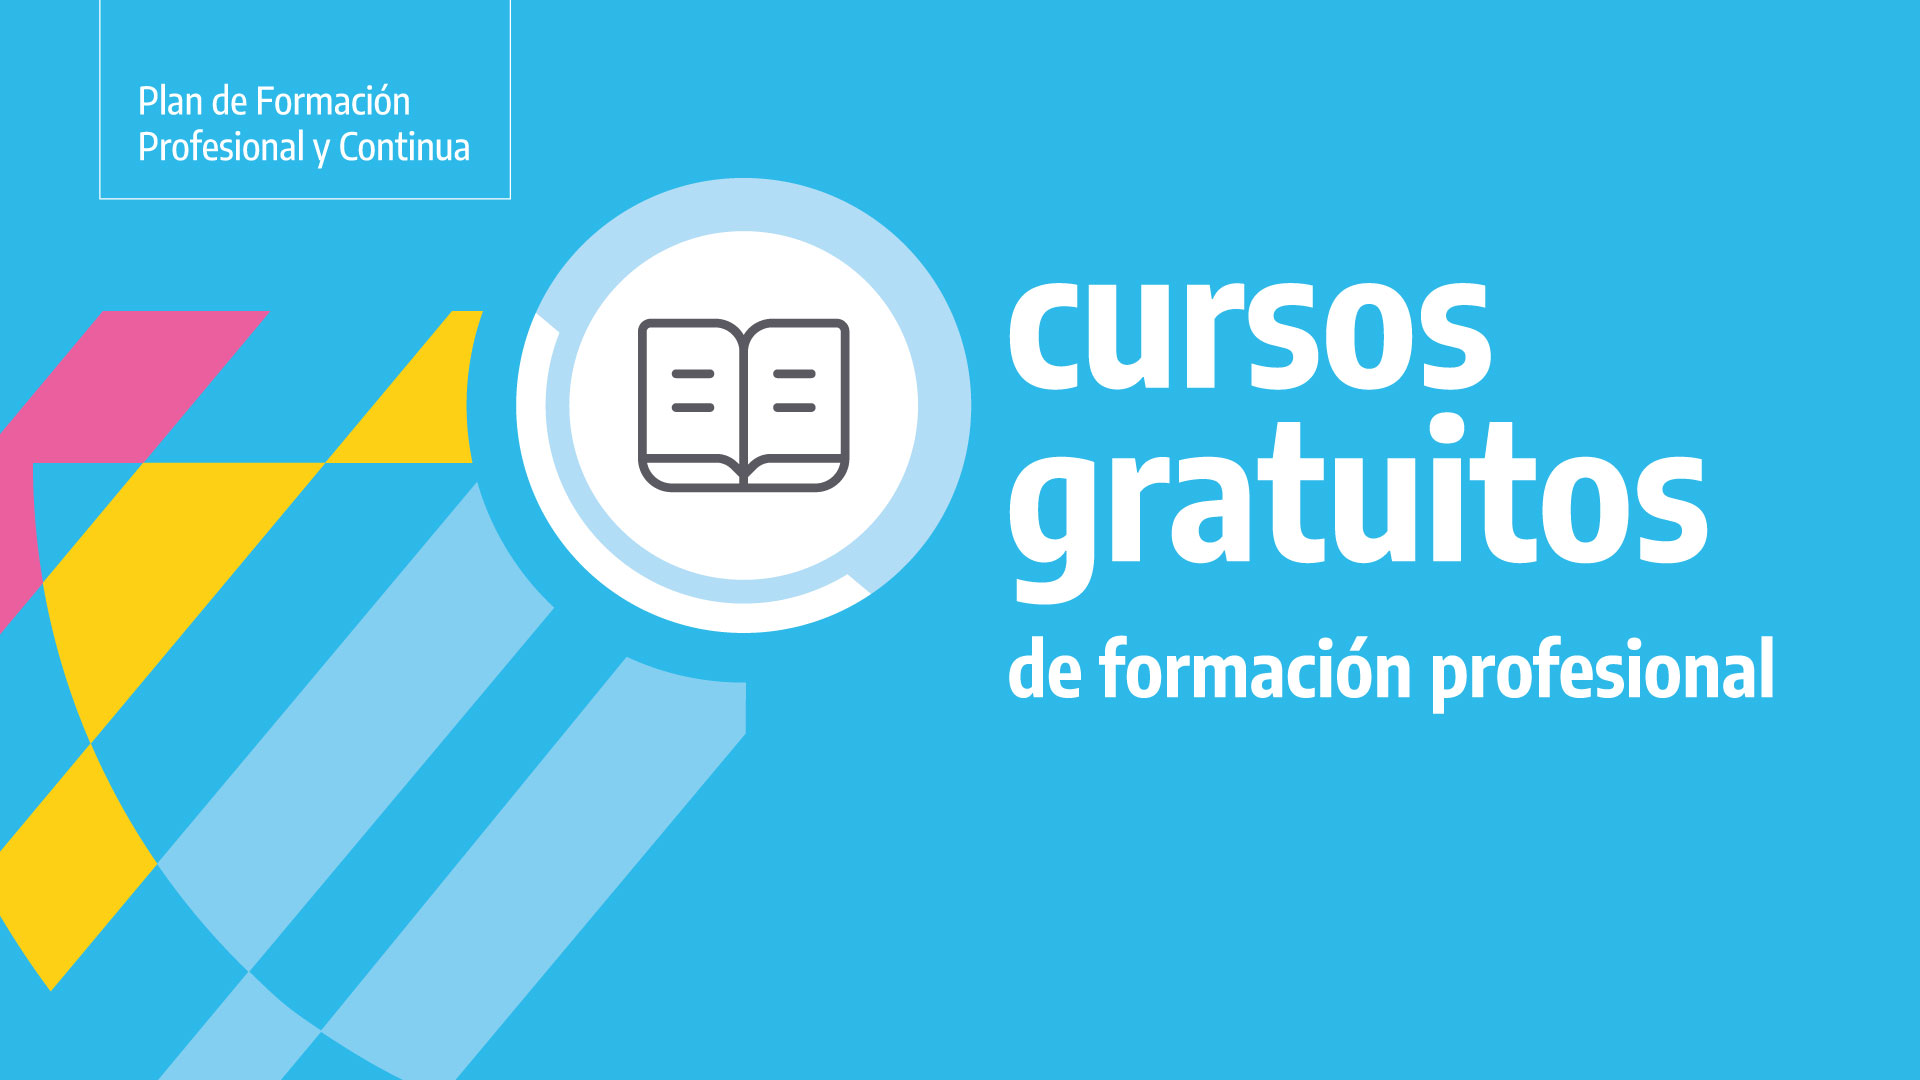 Plan de Formación
Profesional y Continua
cursos
gratuitos
de formación profesional